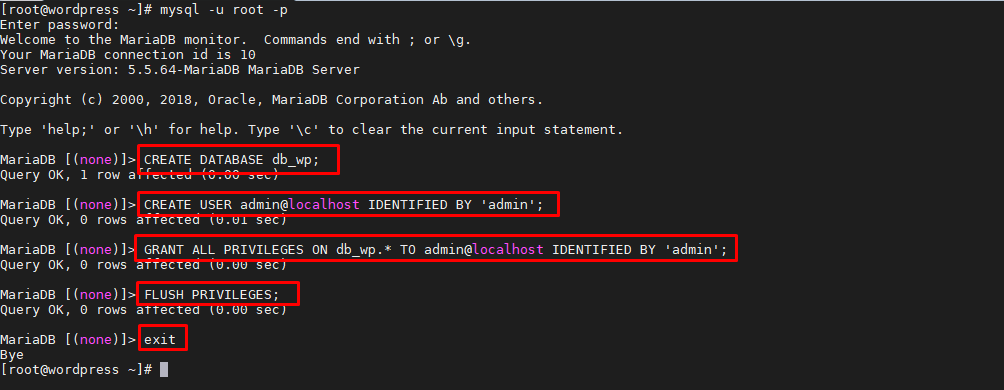 [root@wordpress ~]# mysql -u root -p
Enter password:
Welcome to the MariaDB monitor.  Commands end with ; or \g.
Your MariaDB connection id is 10
Server version: 5.5.64-MariaDB MariaDB Server
Copyright (c) 2000, 2018, Oracle, MariaDB Corporation Ab and others.
Type 'help;' or '\h' for help. Type '\c' to clear the current input statement.
MariaDB [(none)]> CREATE DATABASE db_wp;
Query OK, 1 row affected (0.00 sec)
MariaDB [(none)]> CREATE USER admin@localhost IDENTIFIED BY 'admin';
Query OK, 0 rows affected (0.01 sec)
MariaDB [(none)]> GRANT ALL PRIVILEGES ON db_wp.* TO admin@localhost IDENTIFIED BY 'admin';
Query OK, 0 rows affected (0.00 sec)
MariaDB [(none)]> FLUSH PRIVILEGES;
Query OK, 0 rows affected (0.00 sec)
MariaDB [(none)]> exit
Bye
[root@wordpress ~]#